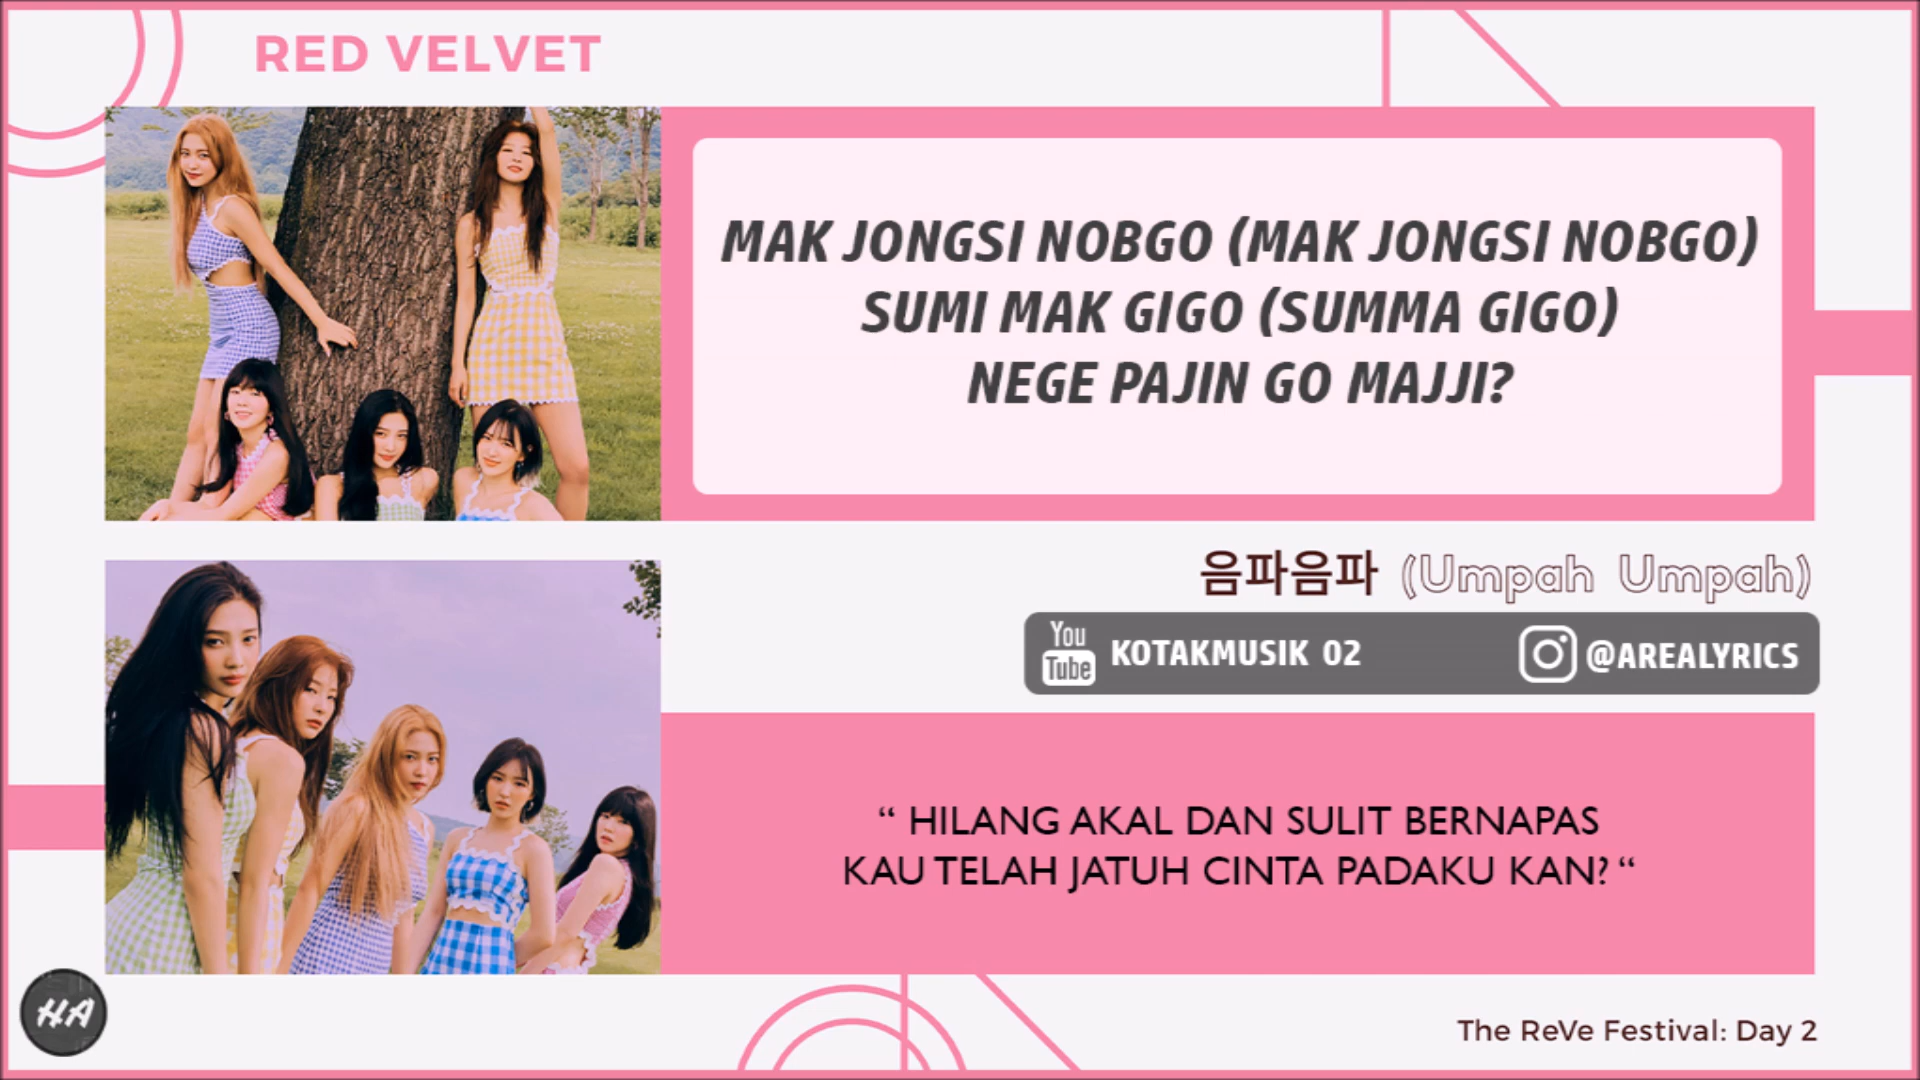 RED VELVET
MAK JONGSI NOBGO (MAK JONGSI NOBGO)
SUMI MAK GIGO (SUMMA GIGO)
NEGE PAJIN GO MAJJI?
음파음파 (Umpah Umpah)
You Tube KOTAKMUSIK 02 @AREALYRICS
“ HILANG AKAL DAN SULIT BERNAPAS
KAU TELAH JATUH CINTA PADAKU KAN? “
HA
The ReVe Festival: Day 2